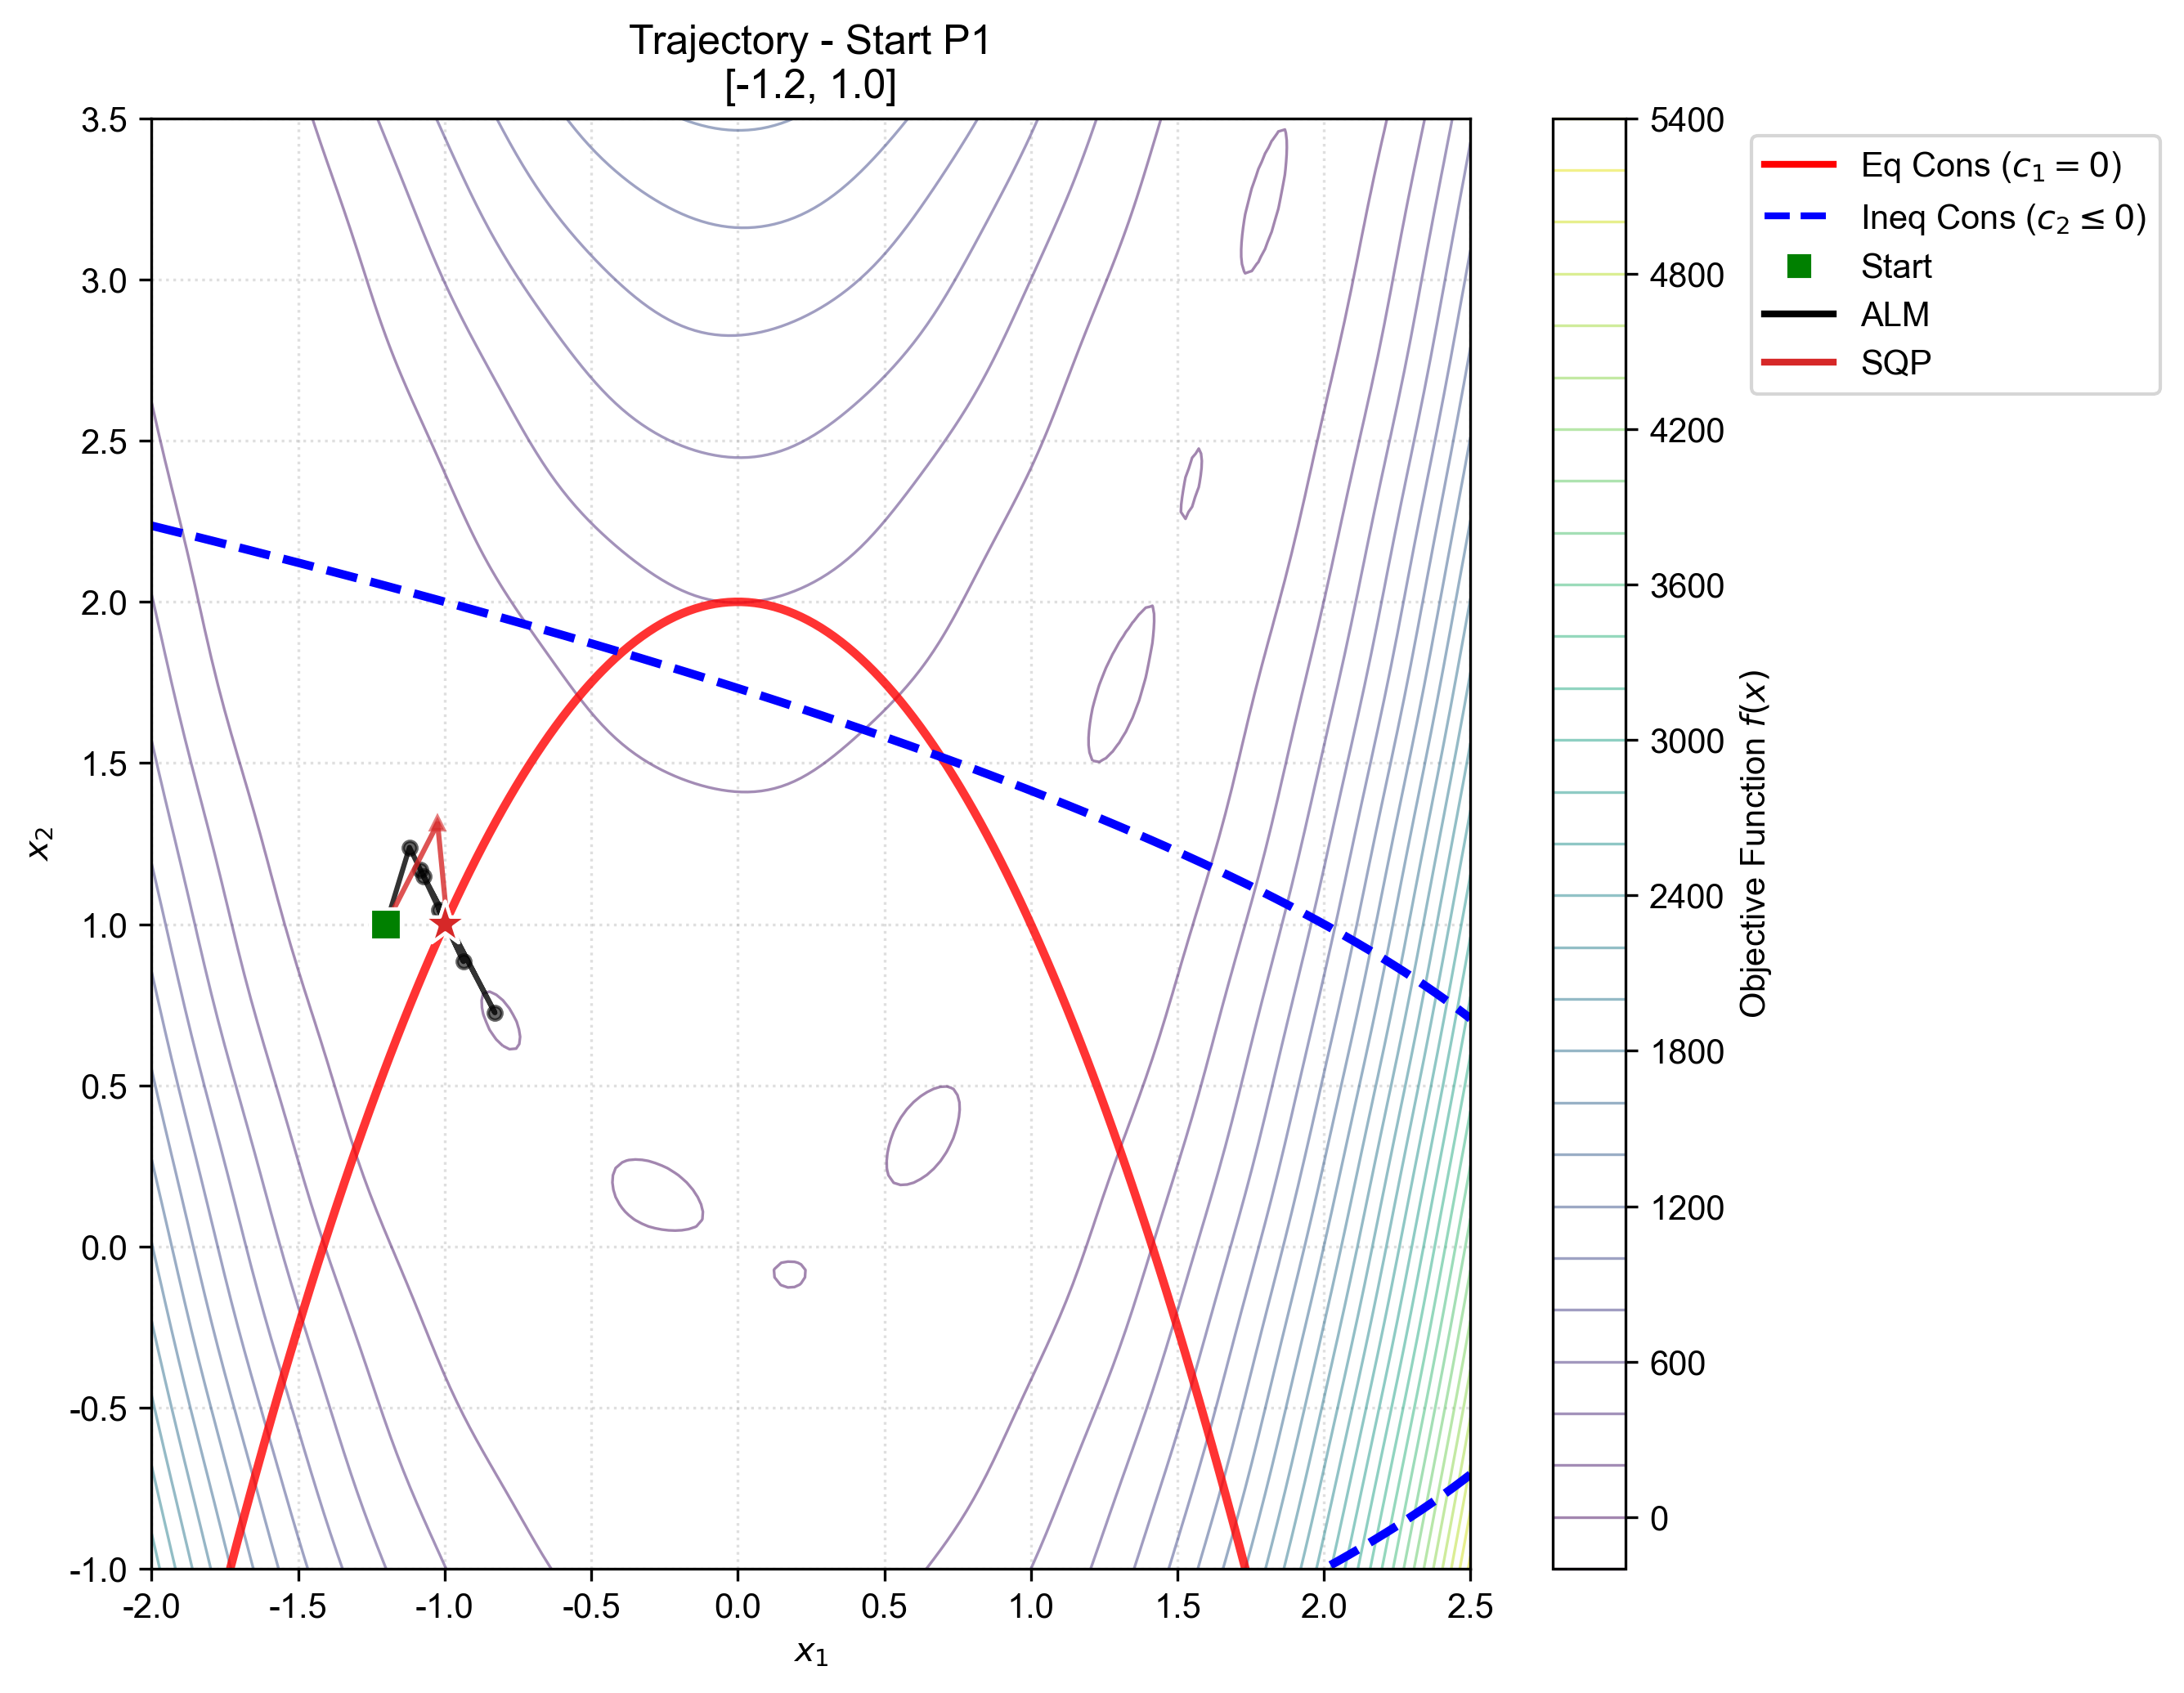 Trajectory - Start P1
[-1.2, 1.0]
3.5
3.0
2.5
2.0
1.5
1.0
0.5
0.0
-0.5
-1.0
x₂
-2.0 -1.5 -1.0 -0.5 0.0 0.5 1.0 1.5 2.0 2.5
x₁
5400
4800
4200
3600
3000
2400
1800
1200
600
0
Objective Function f(x)
Eq Cons (c₁ = 0)
Ineq Cons (c₂ ≤ 0)
Start
ALM
SQP